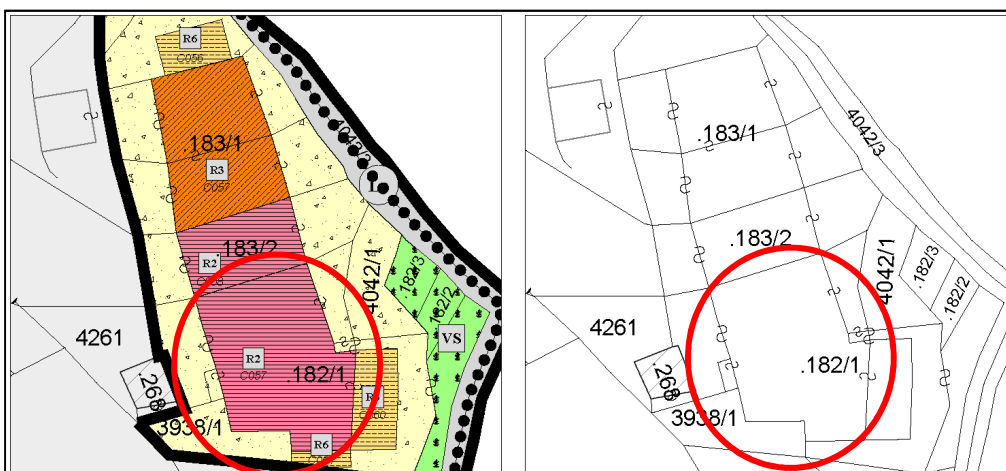 R6
C056
.183/1
R3
C057
4042/3
L
.183/2
R2
4042/1
.182/3
.182/2
VS
4261
R2
C057
.182/1
.268
3938/1
R6
.183/1
4042/3
.183/2
4042/1
.182/3
.182/2
4261
.182/1
.268
3938/1